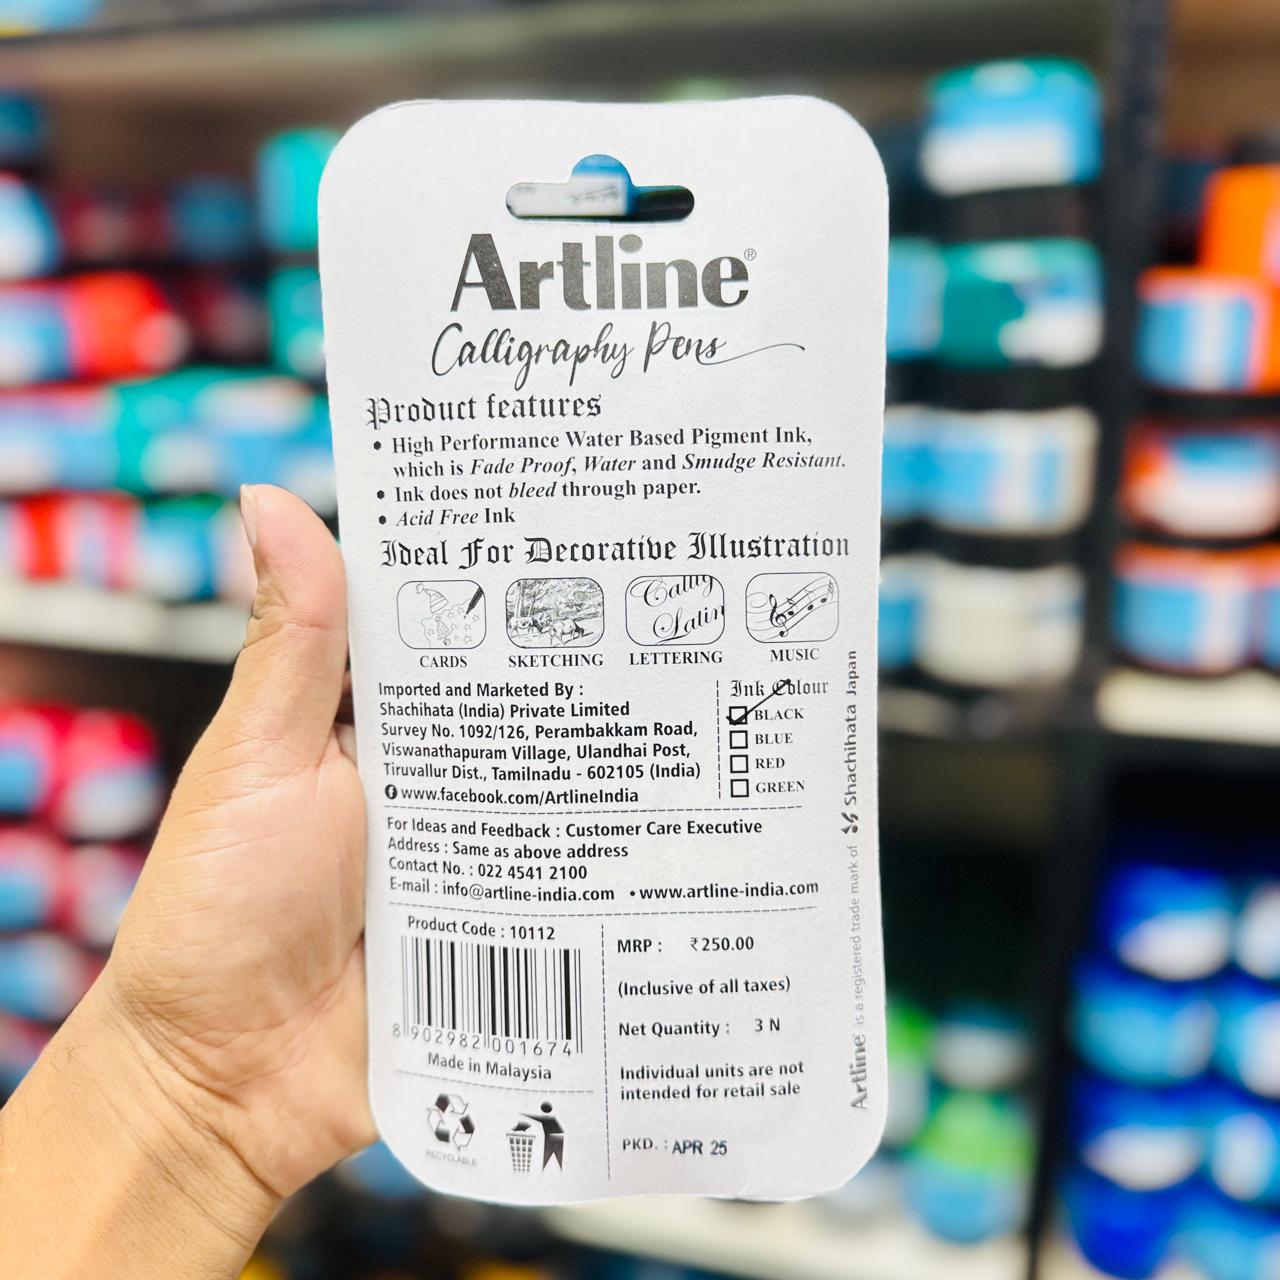 Artline®
Calligraphy Pens
Product features
• High Performance Water Based Pigment Ink,
which is Fade Proof, Water and Smudge Resistant.
• Ink does not bleed through paper.
• Acid Free Ink
Ideal For Decorative Illustration
Callig
Latin
CARDS SKETCHING LETTERING MUSIC
Imported and Marketed By :
Shachihata (India) Private Limited
Survey No. 1092/126, Perambakkam Road,
Viswanathapuram Village, Ulandhai Post,
Tiruvallur Dist., Tamilnadu - 602105 (India)
www.facebook.com/ArtlineIndia
Ink Colour
BLACK
BLUE
RED
GREEN
For Ideas and Feedback : Customer Care Executive
Address : Same as above address
Contact No. : 022 4541 2100
E-mail : info@artline-india.com • www.artline-india.com
Product Code : 10112
8 902982 001674
Made in Malaysia
RECYCLABLE
MRP : ₹250.00
(Inclusive of all taxes)
Net Quantity : 3 N
Individual units are not
intended for retail sale
PKD. : APR 25
Artline® is a registered trade mark of Shachihata Japan